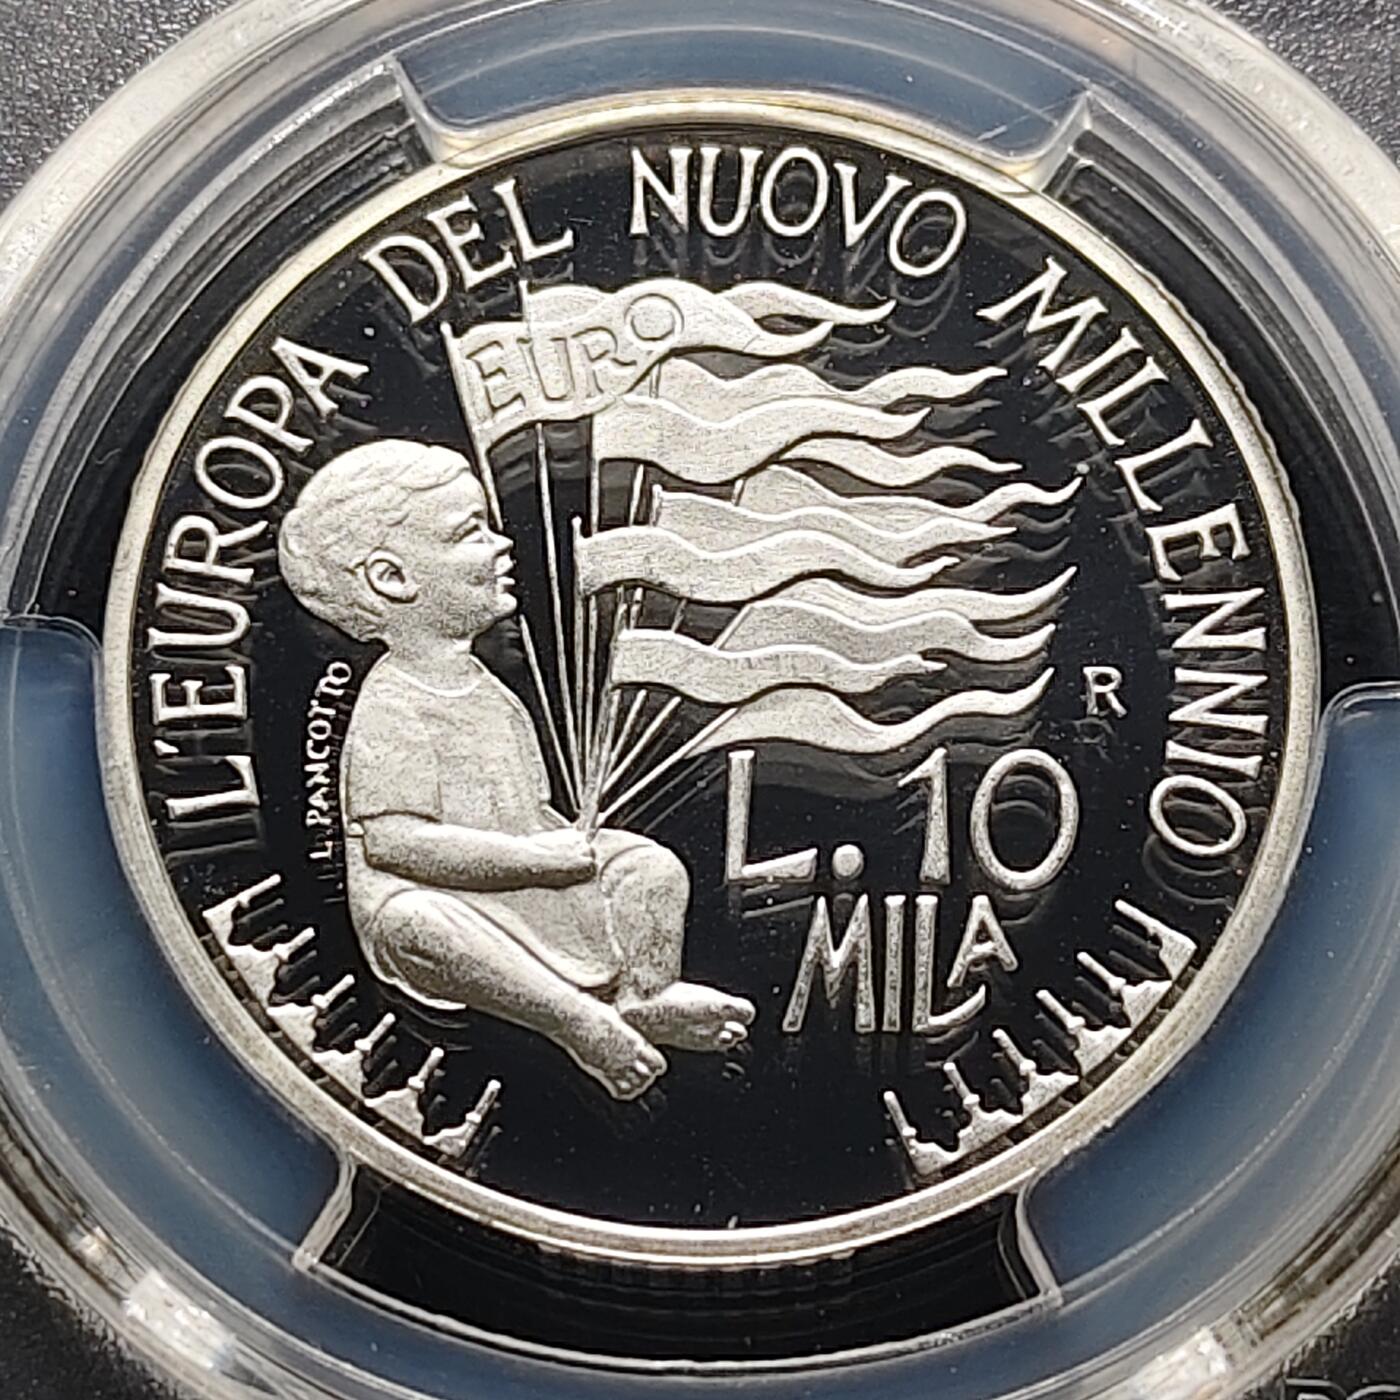 L'EUROPA DEL NUOVO MILLENNIO
EURO
L. PANCOTTO
R
L. 10
MILA